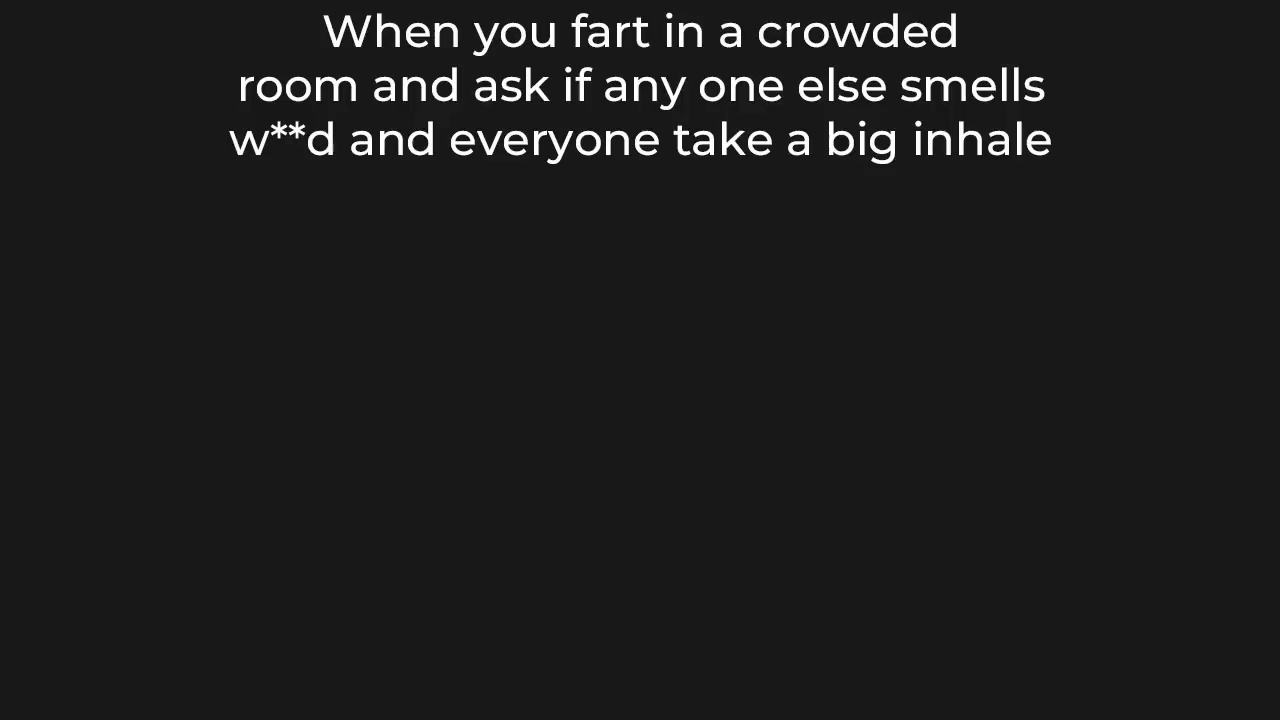 When you fart in a crowded
room and ask if any one else smells
w**d and everyone take a big inhale